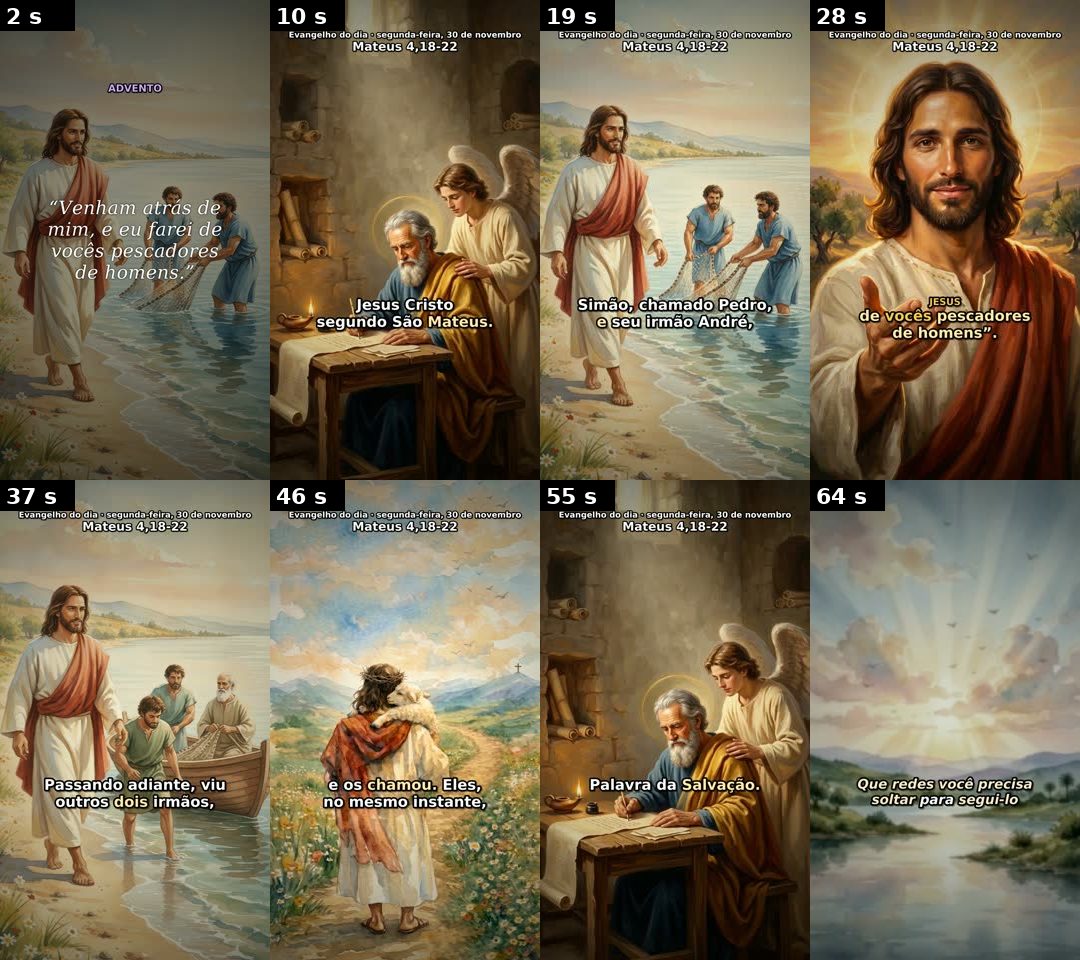 2 s
ADVENTO
“Venham atrás de
mim, e eu farei de
vocês pescadores
de homens.”
10 s
Evangelho do dia · segunda-feira, 30 de novembro
Mateus 4,18-22
Jesus Cristo
segundo São Mateus.
19 s
Evangelho do dia · segunda-feira, 30 de novembro
Mateus 4,18-22
Simão, chamado Pedro,
e seu irmão André,
28 s
Evangelho do dia · segunda-feira, 30 de novembro
Mateus 4,18-22
JESUS
de vocês pescadores
de homens”.
37 s
Evangelho do dia · segunda-feira, 30 de novembro
Mateus 4,18-22
Passando adiante, viu
outros dois irmãos,
46 s
Evangelho do dia · segunda-feira, 30 de novembro
Mateus 4,18-22
e os chamou. Eles,
no mesmo instante,
55 s
Evangelho do dia · segunda-feira, 30 de novembro
Mateus 4,18-22
Palavra da Salvação.
64 s
Que redes você precisa
soltar para segui-lo